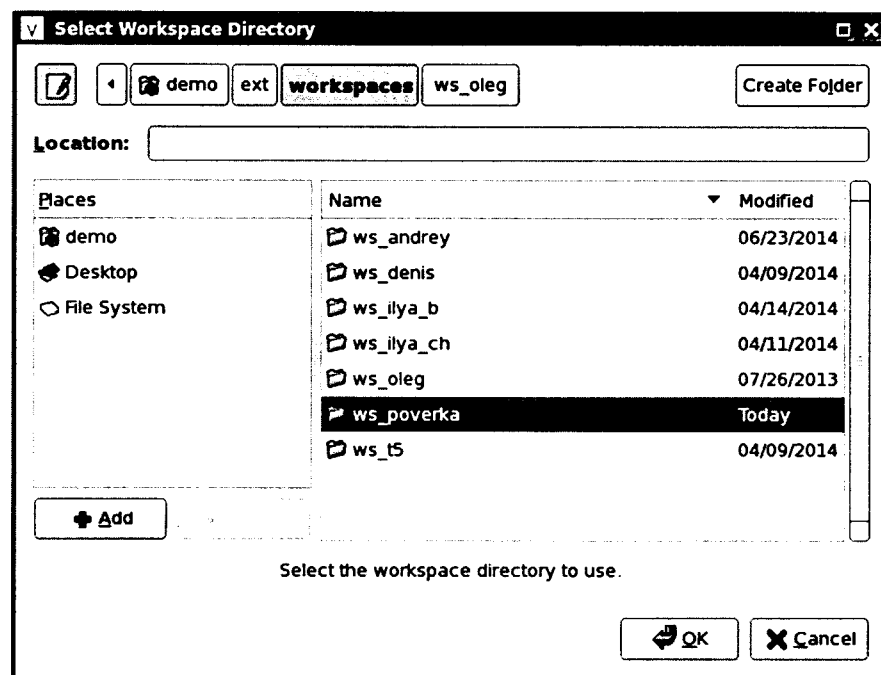 V Select Workspace Directory
demo ext workspaces ws_oleg Create Folder
Location:
Places Name Modified
demo ws_andrey 06/23/2014
Desktop ws_denis 04/09/2014
File System ws_ilya_b 04/14/2014
ws_ilya_ch 04/11/2014
ws_oleg 07/26/2013
ws_poverka Today
ws_t5 04/09/2014
Add
Select the workspace directory to use.
OK Cancel